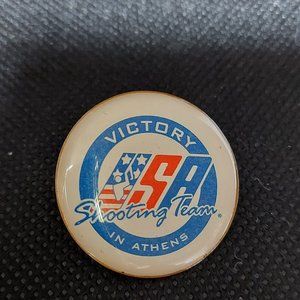 VICTORY
USA
Shooting Team®
IN ATHENS